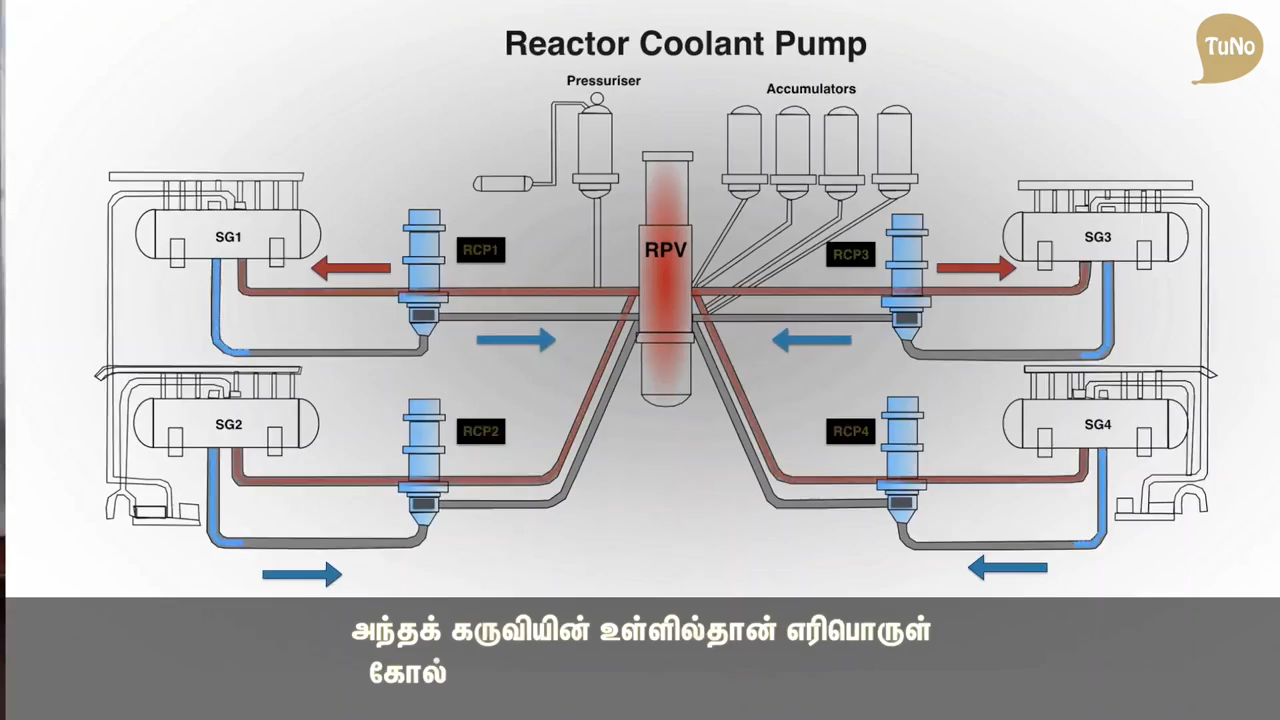 Reactor Coolant Pump
TuNo
Pressuriser
Accumulators
SG1
RCP1
RPV
RCP3
SG3
SG2
RCP2
RCP4
SG4
அந்தக் கருவியின் உள்ளில்தான் எரிபொருள்
கோல்